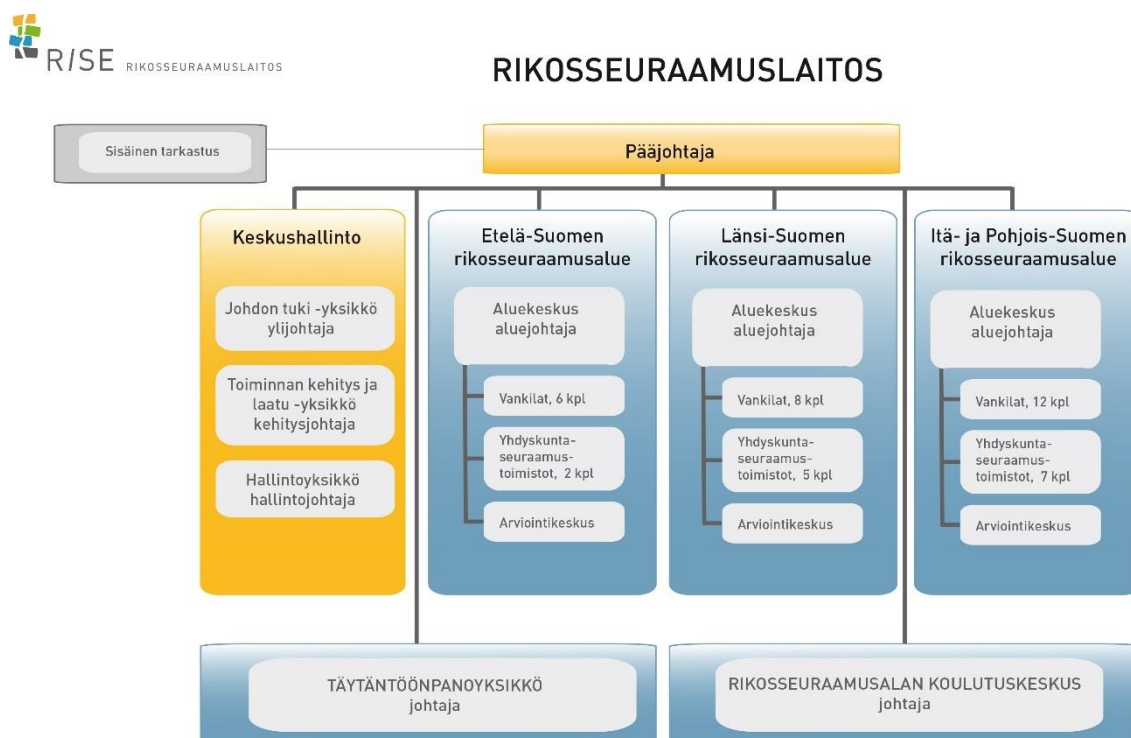 RISE RIKOSSEURAAMUSLAITOS
RIKOSSEURAAMUSLAITOS
Sisäinen tarkastus
Pääjohtaja
Keskushallinto
Johdon tuki -yksikkö
ylijohtaja
Toiminnan kehitys ja
laatu -yksikkö
kehitysjohtaja
Hallintoyksikkö
hallintojohtaja
Etelä-Suomen
rikosseuraamusalue
Aluekeskus
aluejohtaja
Vankilat, 6 kpl
Yhdyskunta-
seuraamus-
toimistot, 2 kpl
Arviointikeskus
Länsi-Suomen
rikosseuraamusalue
Aluekeskus
aluejohtaja
Vankilat, 8 kpl
Yhdyskunta-
seuraamus-
toimistot, 5 kpl
Arviointikeskus
Itä- ja Pohjois-Suomen
rikosseuraamusalue
Aluekeskus
aluejohtaja
Vankilat, 12 kpl
Yhdyskunta-
seuraamus-
toimistot, 7 kpl
Arviointikeskus
TÄYTÄNTÖÖNPANOYKSIKKÖ
johtaja
RIKOSSEURAAMUSALAN KOULUTUSKESKUS
johtaja